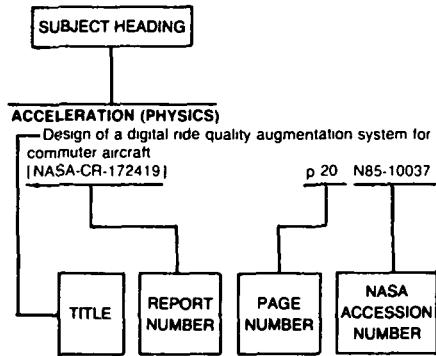 SUBJECT HEADING
ACCELERATION (PHYSICS)
Design of a digital ride quality augmentation system for
commuter aircraft
[NASA-CR-172419] p 20 N85-10037
TITLE
REPORT
NUMBER
PAGE
NUMBER
NASA
ACCESSION
NUMBER